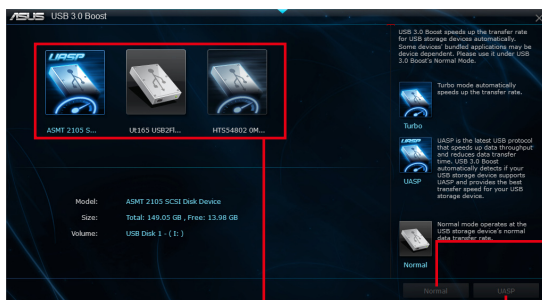 ASUS USB 3.0 Boost
USB 3.0 Boost speeds up the transfer rate
for USB storage devices automatically.
Some devices' bundled applications may be
device dependent. Please use it under USB
3.0 Boost's Normal Mode.
UASP
ASMT 2105 S...
Ut165 USB2Fl...
HTS54802 0M...
Turbo mode automatically
speeds up the transfer rate.
Turbo
UASP
UASP is the latest USB protocol
that speeds up data throughput
and reduces data transfer
time. USB 3.0 Boost
automatically detects if your
USB storage device supports
UASP and provides the best
transfer speed for your USB
storage device.
UASP
Model: ASMT 2105 SCSI Disk Device
Size: Total: 149.05 GB , Free: 13.98 GB
Volume: USB Disk 1 - ( I: )
Normal mode operates at the
USB storage device's normal
data transfer rate.
Normal
Normal
UASP